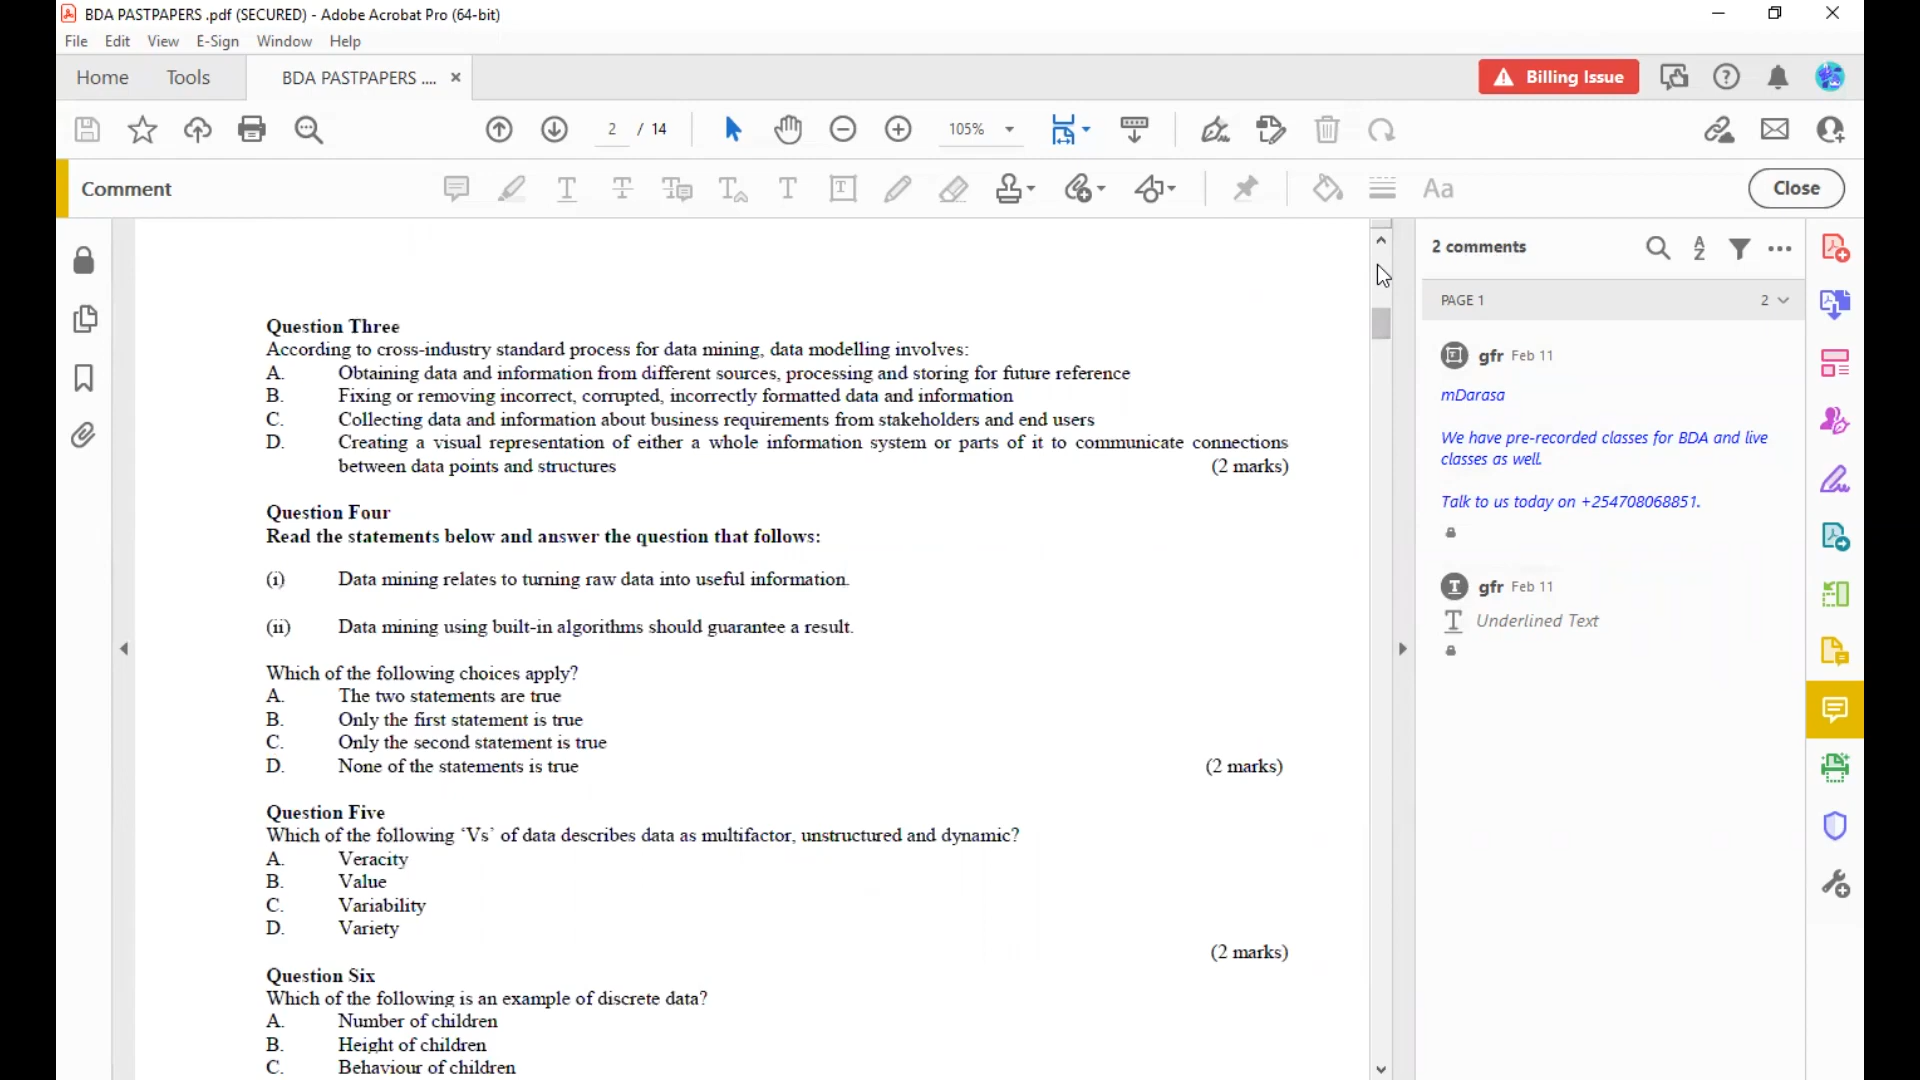 BDA PASTPAPERS .pdf (SECURED) - Adobe Acrobat Pro (64-bit)
File Edit View E-Sign Window Help
Home Tools BDA PASTPAPERS .... × Billing Issue
2 / 14 105%
Comment Aa Close
2 comments
PAGE 1 2
gfr Feb 11
mDarasa
We have pre-recorded classes for BDA and live
classes as well.
Talk to us today on +254708068851.
gfr Feb 11
Underlined Text
Question Three
According to cross-industry standard process for data mining, data modelling involves:
A. Obtaining data and information from different sources, processing and storing for future reference
B. Fixing or removing incorrect, corrupted, incorrectly formatted data and information
C. Collecting data and information about business requirements from stakeholders and end users
D. Creating a visual representation of either a whole information system or parts of it to communicate connections
between data points and structures (2 marks)
Question Four
Read the statements below and answer the question that follows:
(i) Data mining relates to turning raw data into useful information.
(ii) Data mining using built-in algorithms should guarantee a result.
Which of the following choices apply?
A. The two statements are true
B. Only the first statement is true
C. Only the second statement is true
D. None of the statements is true (2 marks)
Question Five
Which of the following ‘Vs’ of data describes data as multifactor, unstructured and dynamic?
A. Veracity
B. Value
C. Variability
D. Variety
(2 marks)
Question Six
Which of the following is an example of discrete data?
A. Number of children
B. Height of children
C. Behaviour of children